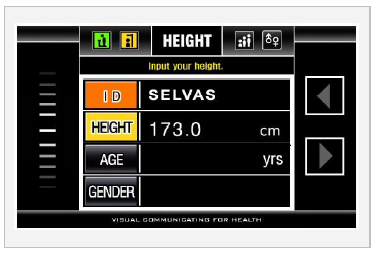 HEIGHT
Input your height.
ID SELVAS
HEIGHT 173.0 cm
AGE yrs
GENDER
VISUAL COMMUNICATING FOR HEALTH